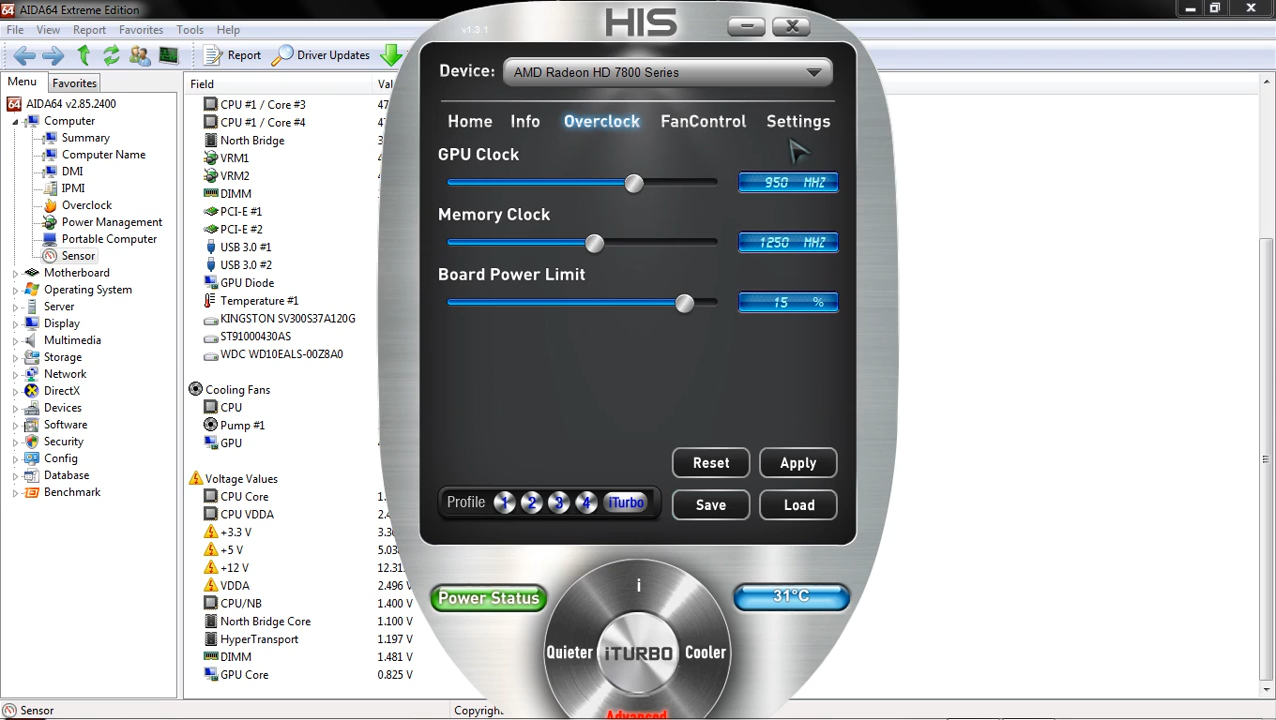 AIDA64 Extreme Edition
File View Report Favorites Tools Help
Report Driver Updates
Menu Favorites
AIDA64 v2.85.2400
Computer
Summary
Computer Name
DMI
IPMI
Overclock
Power Management
Portable Computer
Sensor
Motherboard
Operating System
Server
Display
Multimedia
Storage
Network
DirectX
Devices
Software
Security
Config
Database
Benchmark
Field
CPU #1 / Core #3
CPU #1 / Core #4
North Bridge
VRM1
VRM2
DIMM
PCI-E #1
PCI-E #2
USB 3.0 #1
USB 3.0 #2
GPU Diode
Temperature #1
KINGSTON SV300S37A120G
ST91000430AS
WDC WD10EALS-00Z8A0
Cooling Fans
CPU
Pump #1
GPU
Voltage Values
CPU Core
CPU VDDA
+3.3 V
+5 V
+12 V
VDDA 2.496 V
CPU/NB 1.400 V
North Bridge Core 1.100 V
HyperTransport 1.197 V
DIMM 1.481 V
GPU Core 0.825 V
Sensor
v1.3.1
HIS
Device: AMD Radeon HD 7800 Series
Home Info Overclock FanControl Settings
GPU Clock
950 MHZ
Memory Clock
1250 MHZ
Board Power Limit
15 %
Reset Apply
Profile 1 2 3 4 iTurbo Save Load
Power Status
i
31°C
Quieter iTURBO Cooler
Advanced